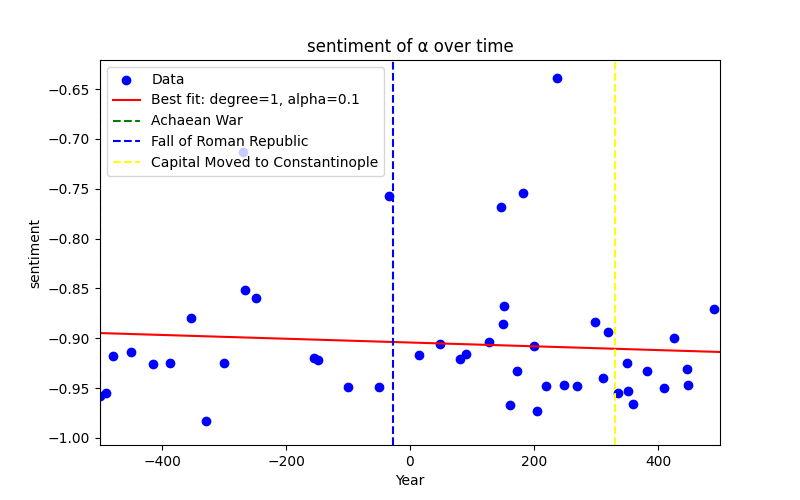 sentiment of α over time
Data
Best fit: degree=1, alpha=0.1
Achaean War
Fall of Roman Republic
Capital Moved to Constantinople
sentiment
−0.65
−0.70
−0.75
−0.80
−0.85
−0.90
−0.95
−1.00
−400
−200
0
200
400
Year